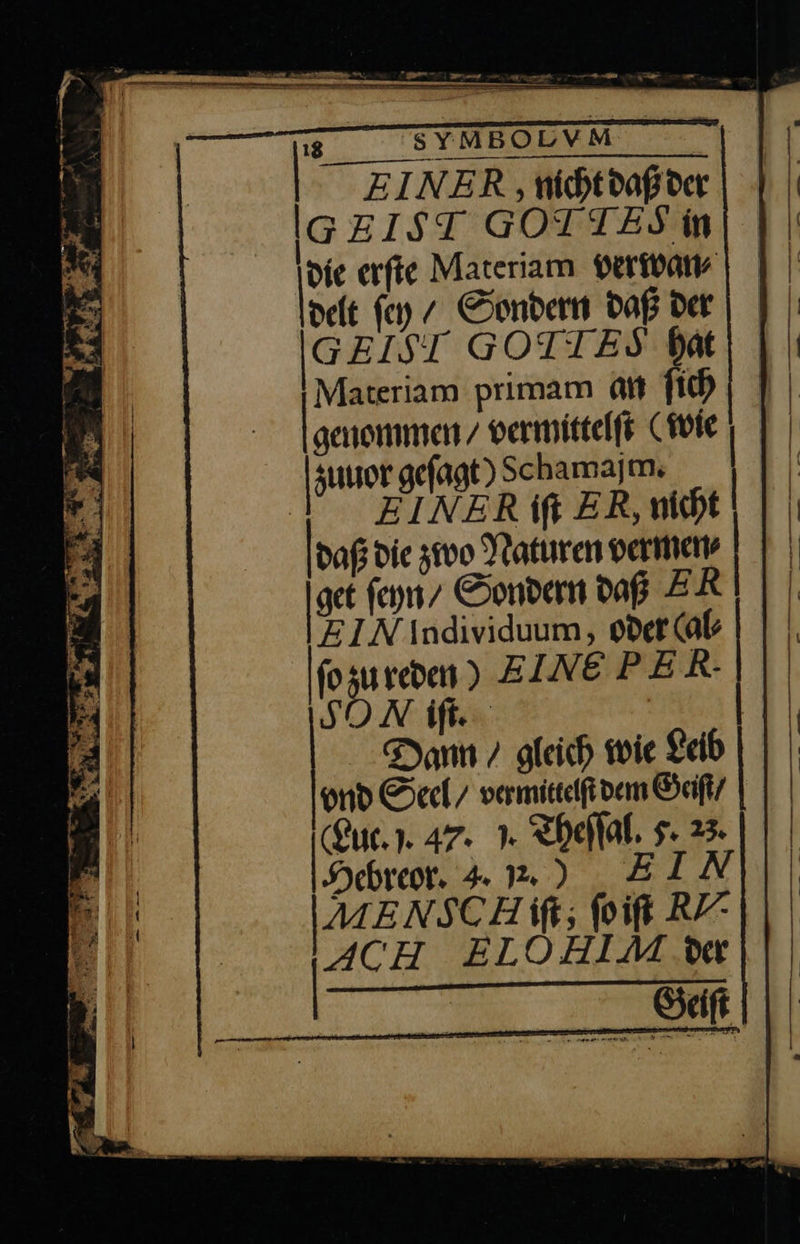 18 SYMBOLVM
EINER, nicht daß der
GEIST GOTTES in
die erſte Materiam verwan⸗
delt ſey / Sondern daß der
GEIST GOTTES hat
Materiam primam an ſich
genommen / vermittelſt (wie
zuuor geſagt) Schamajm.
EINER iſt ER, nicht
daß die zwo Naturen vermen⸗
get ſeyn / Sondern daß ER
EIN Individuum, oder (al⸗
ſo zu reden) EINE PER-
SON iſt.
Dann / gleich wie Leib
vnd Seel / vermittelſt dem Geiſt /
(Luc. 1. 47. 1. Theſſal. 5. 23.
Hebreor. 4. 12.) EIN
MENSCH iſt; ſo iſt RV-
ACH ELOHIM der
Geiſt